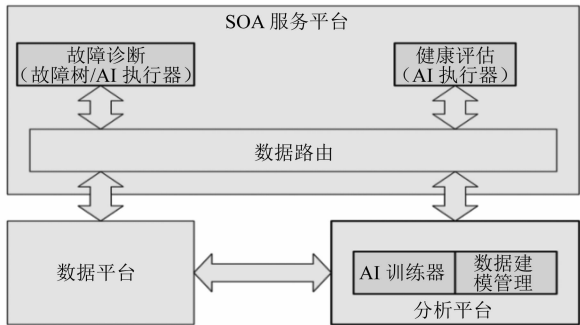 SOA 服务平台
故障诊断
（故障树/AI 执行器）
健康评估
（AI 执行器）
数据路由
数据平台
AI 训练器
数据建
模管理
分析平台